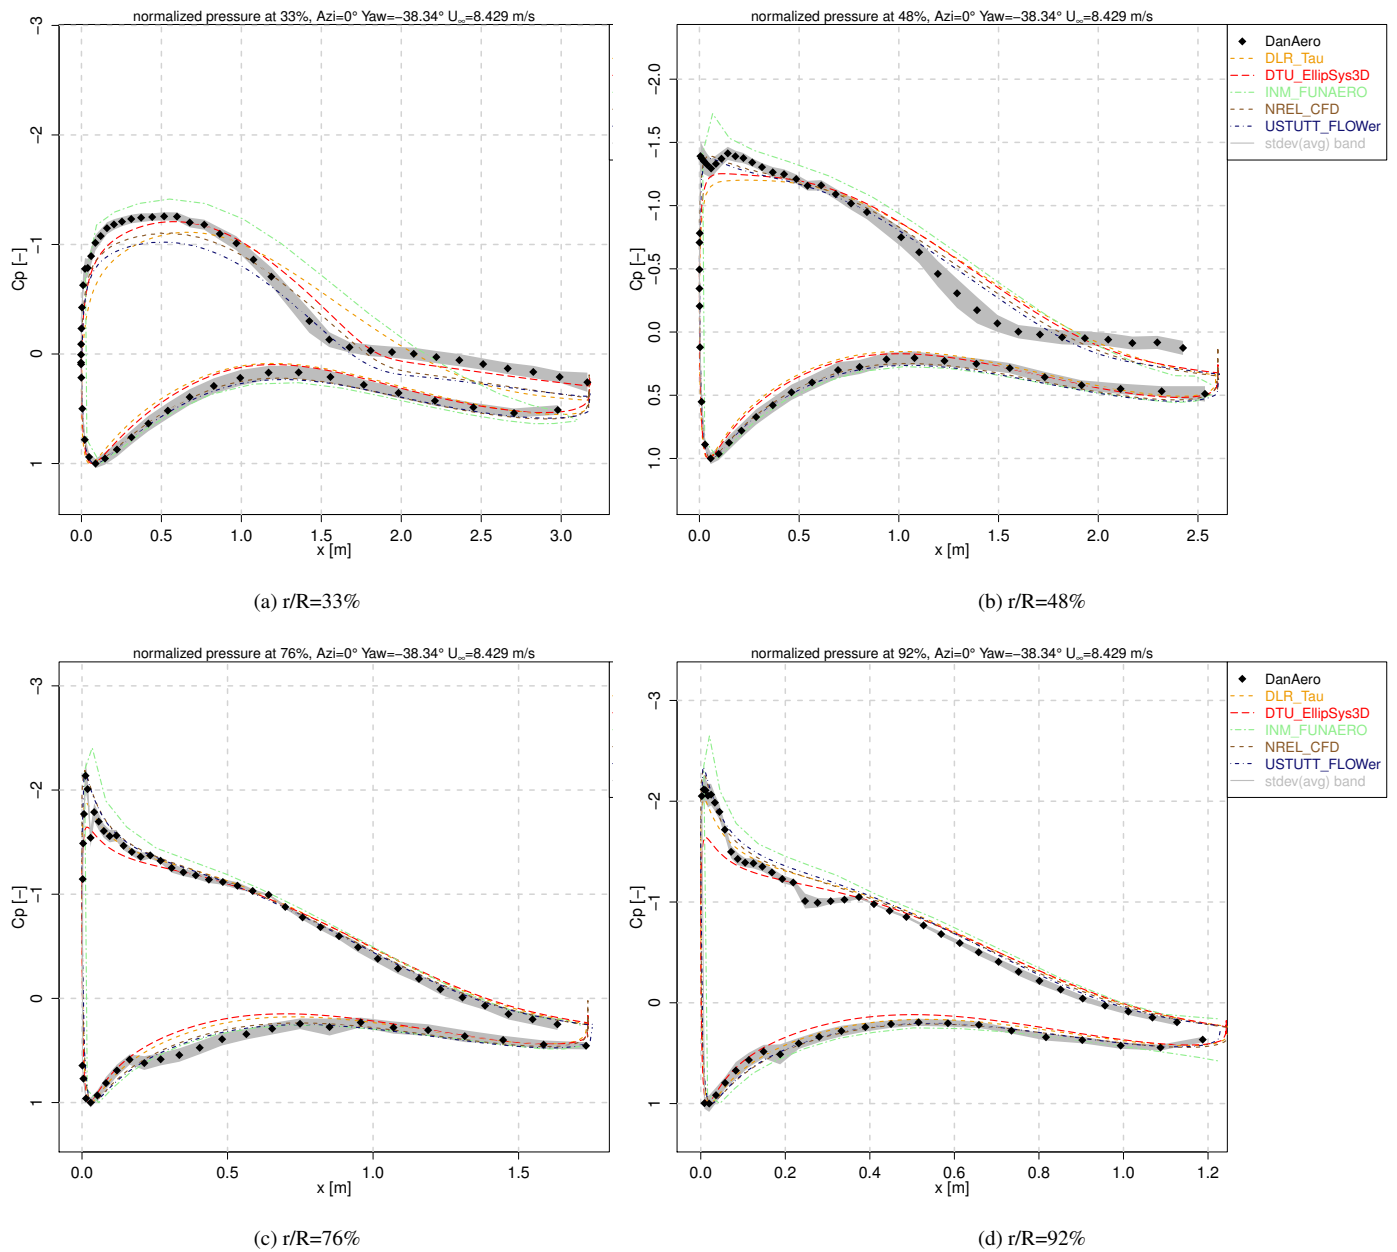 normalized pressure at 33%, Azi=0° Yaw=−38.34° U∞=8.429 m/s
−3
−2
−1
0
1
Cp [−]
0.0 0.5 1.0 1.5 2.0 2.5 3.0
x [m]
(a) r/R=33%
normalized pressure at 48%, Azi=0° Yaw=−38.34° U∞=8.429 m/s
−2.0
−1.5
−1.0
−0.5
0.0
0.5
1.0
Cp [−]
0.0 0.5 1.0 1.5 2.0 2.5
x [m]
DanAero
DLR_Tau
DTU_EllipSys3D
INM_FUNAERO
NREL_CFD
USTUTT_FLOWer
stdev(avg) band
(b) r/R=48%
normalized pressure at 76%, Azi=0° Yaw=−38.34° U∞=8.429 m/s
−3
−2
−1
0
1
Cp [−]
0.0 0.5 1.0 1.5
x [m]
(c) r/R=76%
normalized pressure at 92%, Azi=0° Yaw=−38.34° U∞=8.429 m/s
−3
−2
−1
0
1
Cp [−]
0.0 0.2 0.4 0.6 0.8 1.0 1.2
x [m]
DanAero
DLR_Tau
DTU_EllipSys3D
INM_FUNAERO
NREL_CFD
USTUTT_FLOWer
stdev(avg) band
(d) r/R=92%